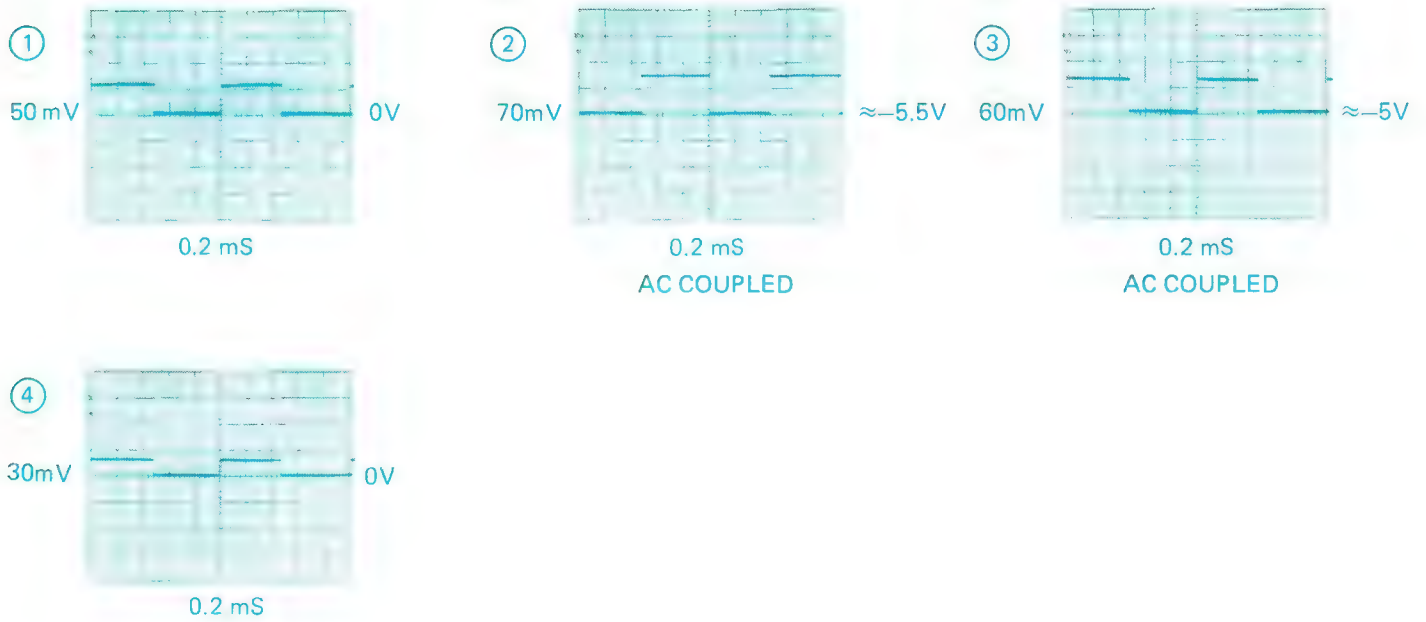 ①
50 mV
0V
0.2 mS
②
70mV
≈–5.5V
0.2 mS
AC COUPLED
③
60mV
≈–5V
0.2 mS
AC COUPLED
④
30mV
0V
0.2 mS